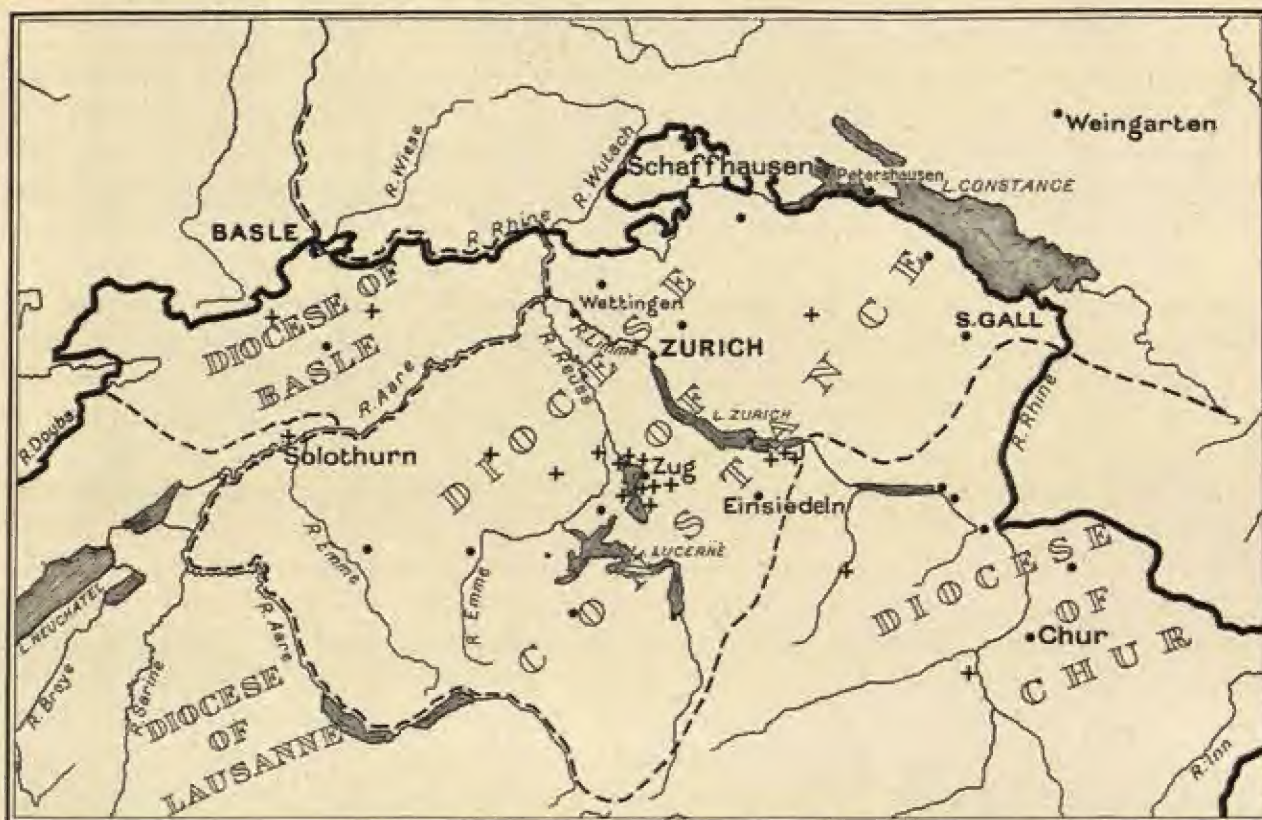 Weingarten
R. Wiese
R. Wutach
Schaffhausen
Petershausen
L. CONSTANCE
BASLE
R. Rhine
DIOCESE OF
BASLE
Wettingen
R. Limma
ZURICH
S. GALL
R. Reuss
R. Aare
R. Doubs
Solothurn
L. ZURICH
R. Rhine
DIOCESE
OF
CONSTANCE
Zug
Einsiedeln
L. LUCERNE
R. Emme
R. Emme
L. NEUCHATEL
R. Aare
R. Broye
R. Sarine
DIOCESE
OF
LAUSANNE
DIOCESE
OF
CHUR
Chur
R. Inn